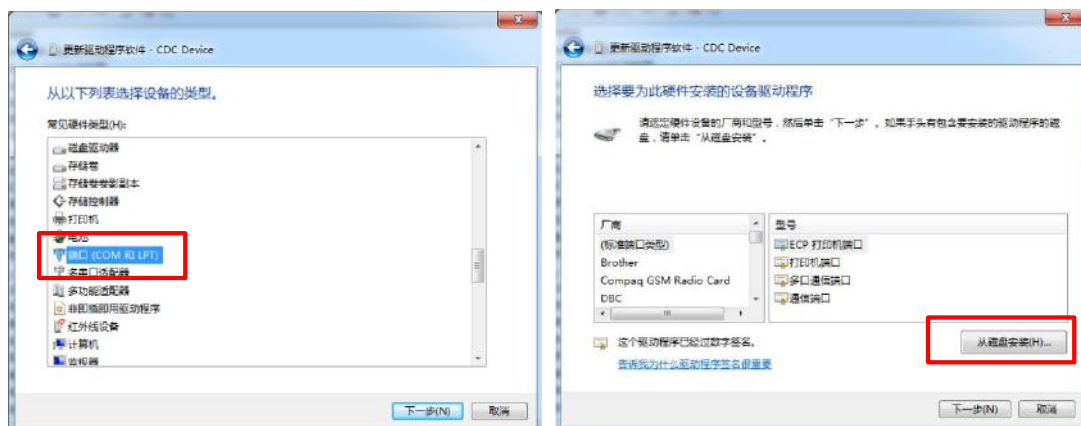 更新驱动程序软件 - CDC Device
从以下列表选择设备的类型。
常见硬件类型(H):
磁盘驱动器
存储卷
存储卷卷影副本
存储控制器
打印机
电池
端口 (COM 和 LPT)
多串口适配器
多功能适配器
非即插即用驱动程序
红外线设备
计算机
监视器
下一步(N)
取消
更新驱动程序软件 - CDC Device
选择要为此硬件安装的设备驱动程序
请选定硬件设备的厂商和型号，然后单击“下一步”。如果手头有包含要安装的驱动程序的磁
盘，请单击“从磁盘安装”。
厂商
(标准端口类型)
Brother
Compaq GSM Radio Card
DBC
型号
ECP 打印机端口
打印机端口
多口通信端口
通信端口
这个驱动程序已经过数字签名。
告诉我为什么驱动程序签名很重要
从磁盘安装(H)...
下一步(N)
取消